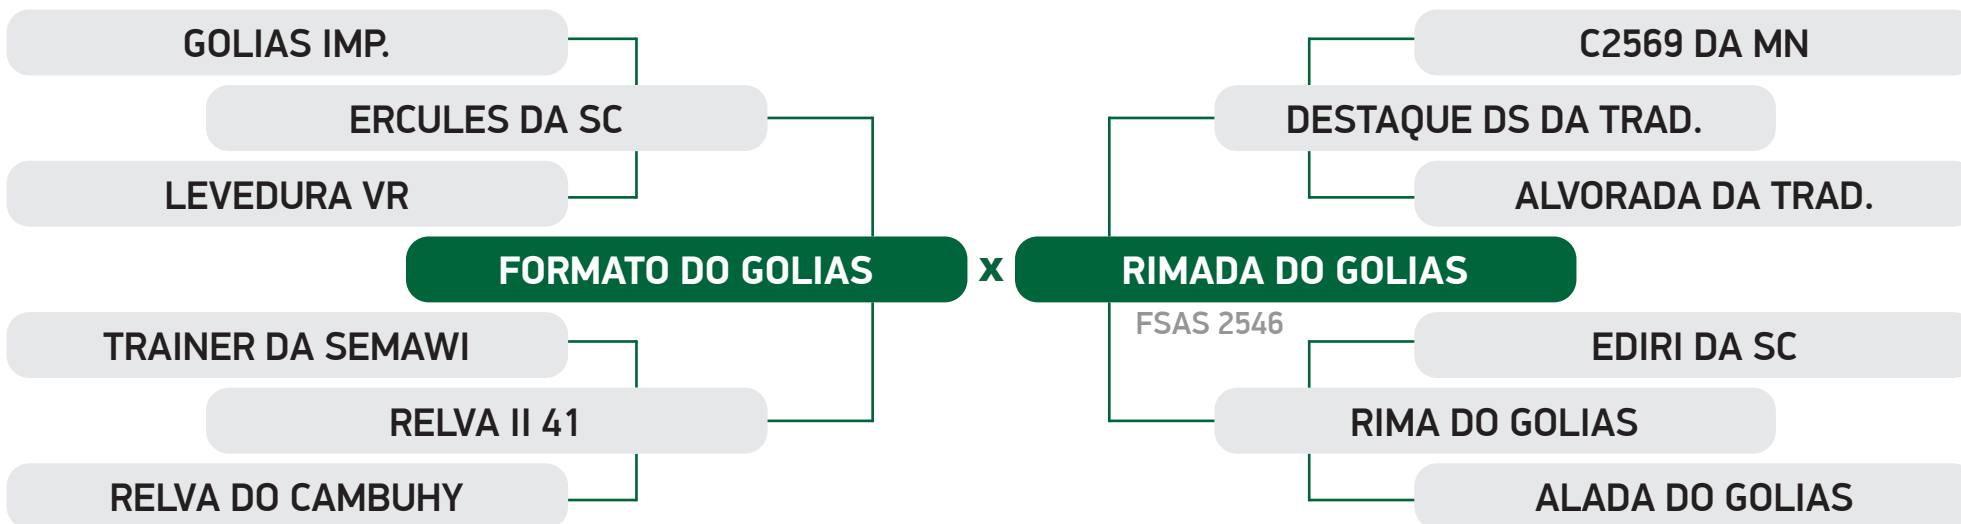 GOLIAS IMP.
ERCULES DA SC
LEVEDURA VR
FORMATO DO GOLIAS
TRAINER DA SEMAWI
RELVA II 41
RELVA DO CAMBUHY
x
C2569 DA MN
DESTAQUE DS DA TRAD.
ALVORADA DA TRAD.
RIMADA DO GOLIAS
FSAS 2546
EDIRI DA SC
RIMA DO GOLIAS
ALADA DO GOLIAS